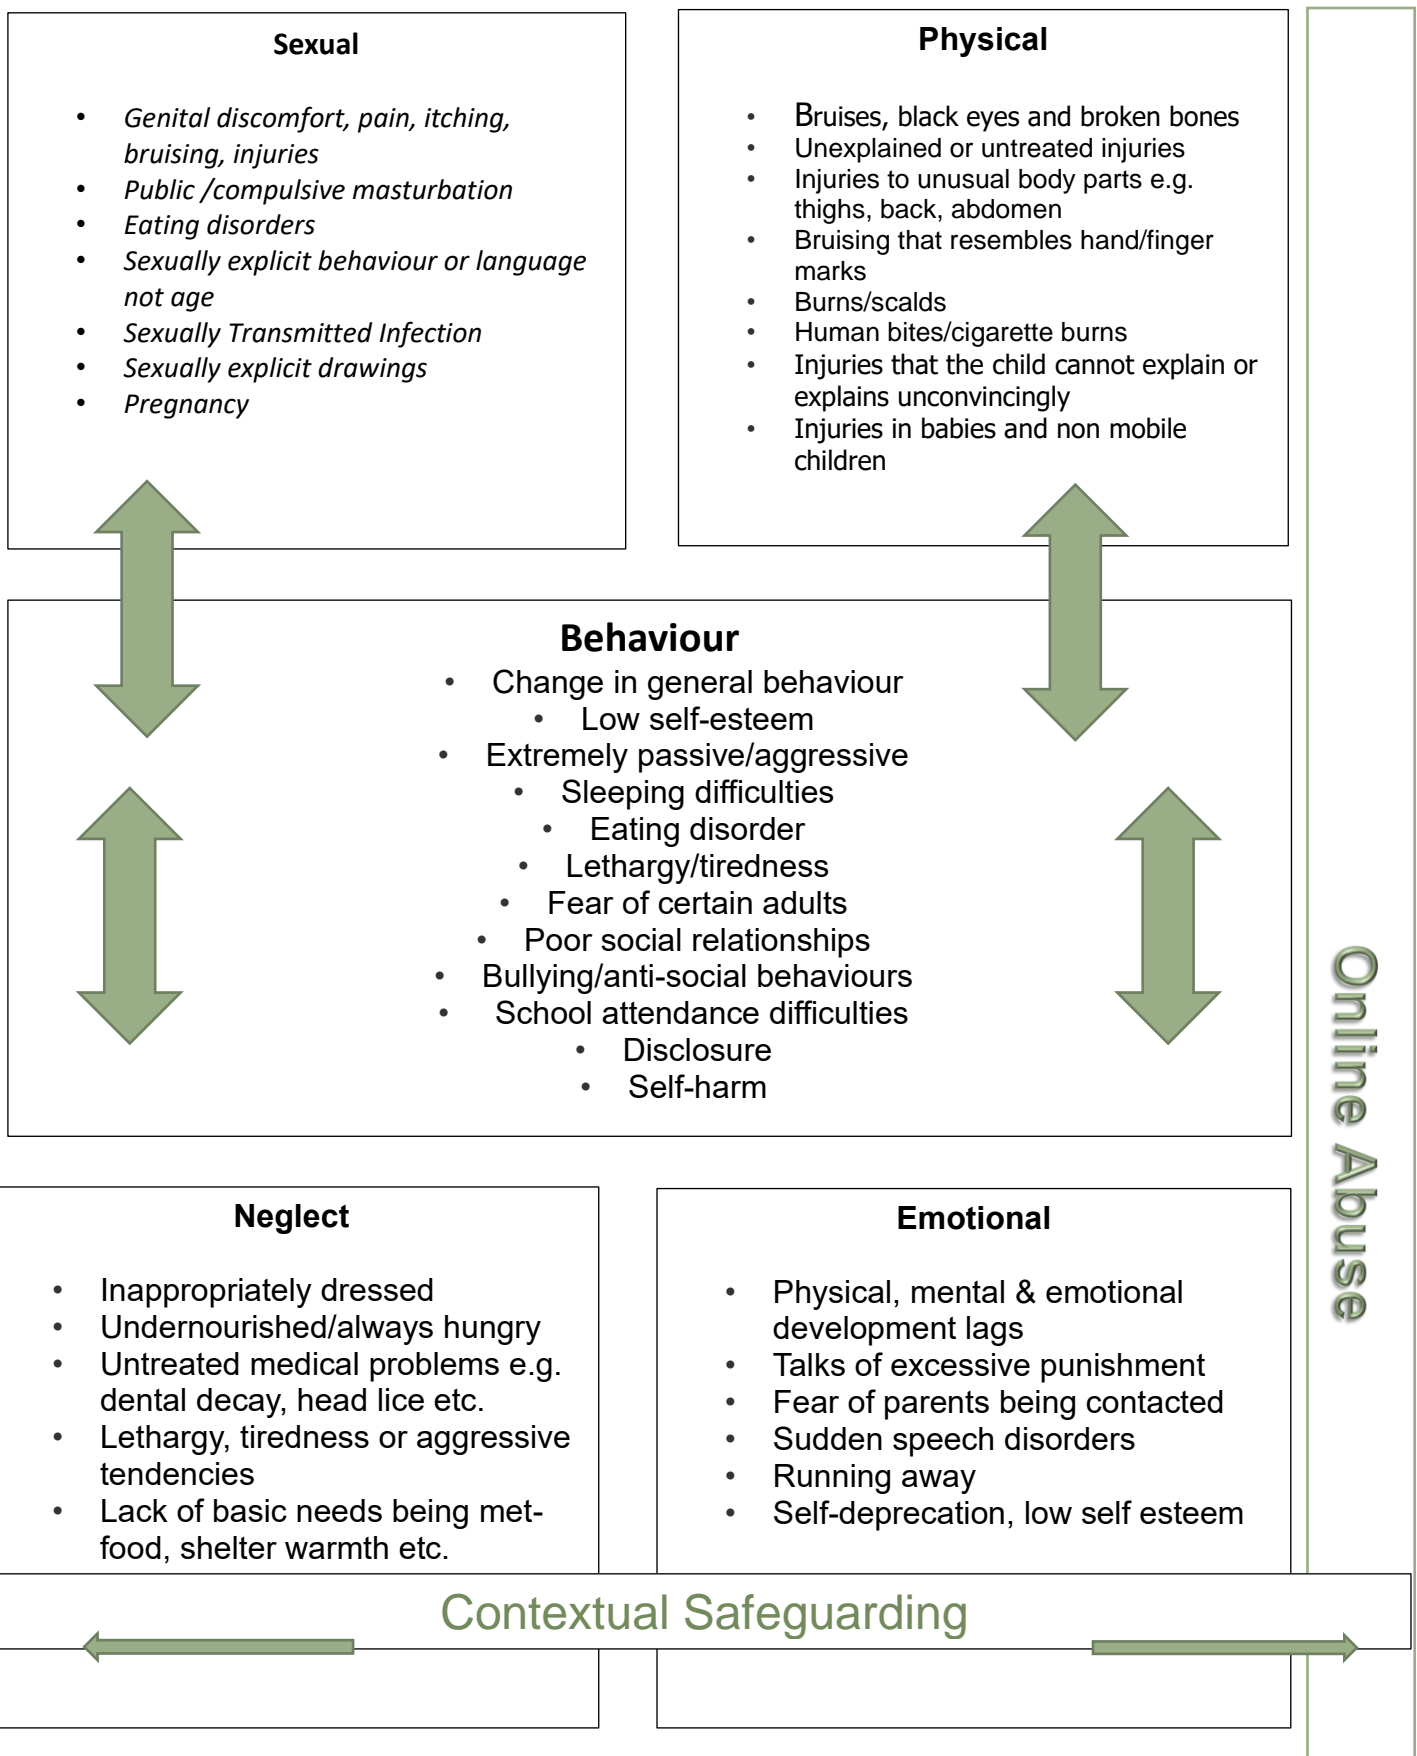 Sexual
• Genital discomfort, pain, itching,
bruising, injuries
• Public /compulsive masturbation
• Eating disorders
• Sexually explicit behaviour or language
not age
• Sexually Transmitted Infection
• Sexually explicit drawings
• Pregnancy
Physical
• Bruises, black eyes and broken bones
• Unexplained or untreated injuries
• Injuries to unusual body parts e.g.
thighs, back, abdomen
• Bruising that resembles hand/finger
marks
• Burns/scalds
• Human bites/cigarette burns
• Injuries that the child cannot explain or
explains unconvincingly
• Injuries in babies and non mobile
children
Behaviour
• Change in general behaviour
• Low self-esteem
• Extremely passive/aggressive
• Sleeping difficulties
• Eating disorder
• Lethargy/tiredness
• Fear of certain adults
• Poor social relationships
• Bullying/anti-social behaviours
• School attendance difficulties
• Disclosure
• Self-harm
Neglect
• Inappropriately dressed
• Undernourished/always hungry
• Untreated medical problems e.g.
dental decay, head lice etc.
• Lethargy, tiredness or aggressive
tendencies
• Lack of basic needs being met-
food, shelter warmth etc.
Emotional
• Physical, mental & emotional
development lags
• Talks of excessive punishment
• Fear of parents being contacted
• Sudden speech disorders
• Running away
• Self-deprecation, low self esteem
Contextual Safeguarding
Online Abuse